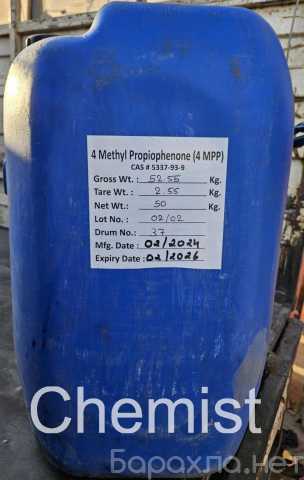 4 Methyl Propiophenone (4 MPP)
CAS # 5337-93-9
Gross Wt. : 52.55 Kg.
Tare Wt. : 2.55 Kg.
Net Wt.: 50 Kg.
Lot No. : 02/02
Drum No. : 37
Mfg. Date : 02/2024
Expiry Date : 02/2026
Chemist
Барахла.нет